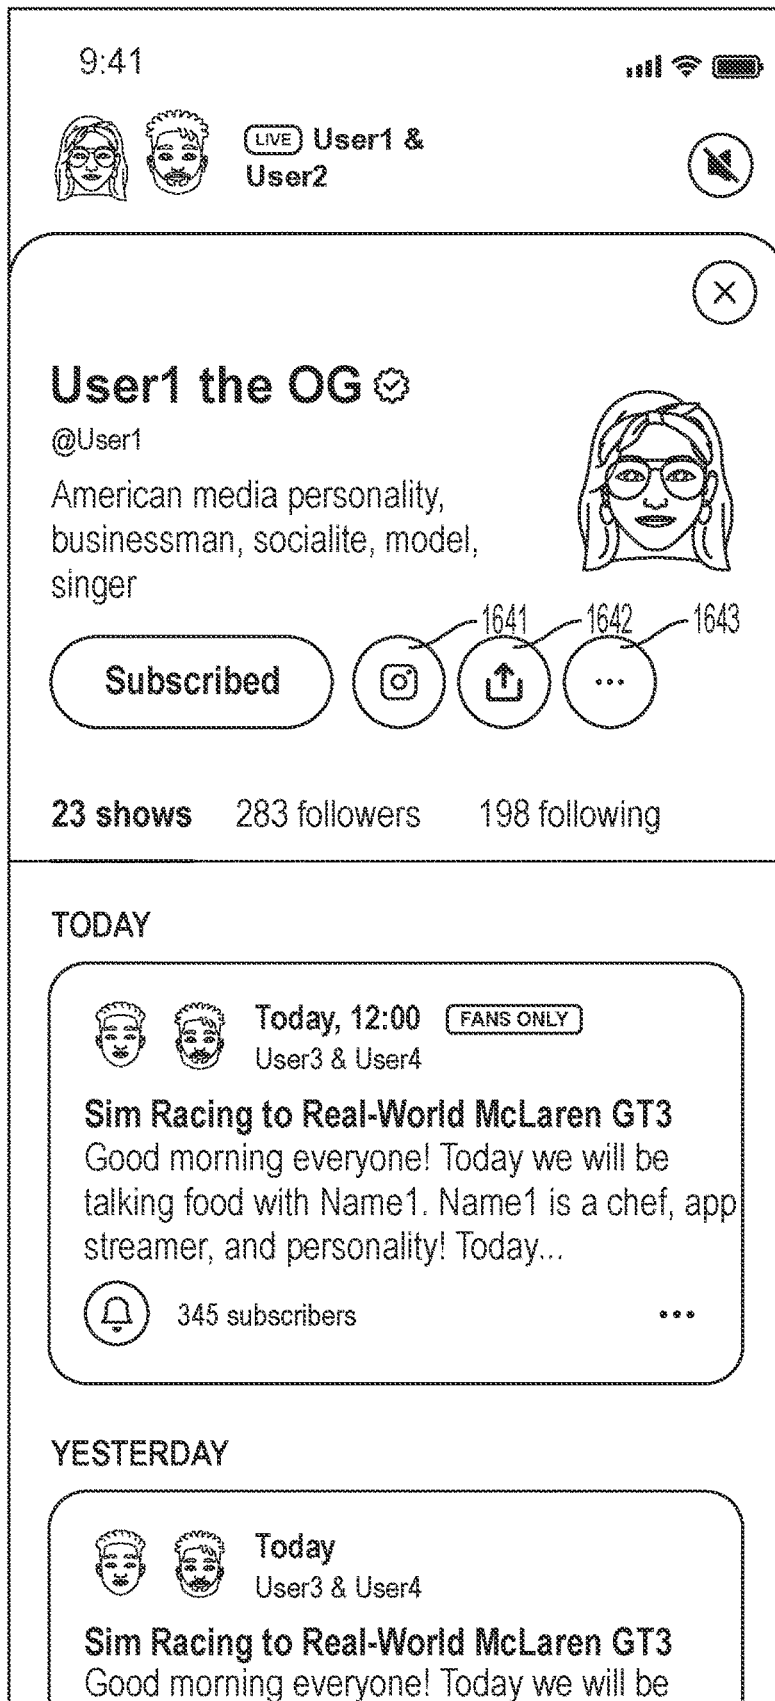 9:41
LIVE User1 &
User2
User1 the OG
@User1
American media personality,
businessman, socialite, model,
singer
1641 1642 1643
Subscribed
23 shows 283 followers 198 following
TODAY
Today, 12:00 FANS ONLY
User3 & User4
Sim Racing to Real-World McLaren GT3
Good morning everyone! Today we will be
talking food with Name1. Name1 is a chef, app
streamer, and personality! Today...
345 subscribers
YESTERDAY
Today
User3 & User4
Sim Racing to Real-World McLaren GT3
Good morning everyone! Today we will be